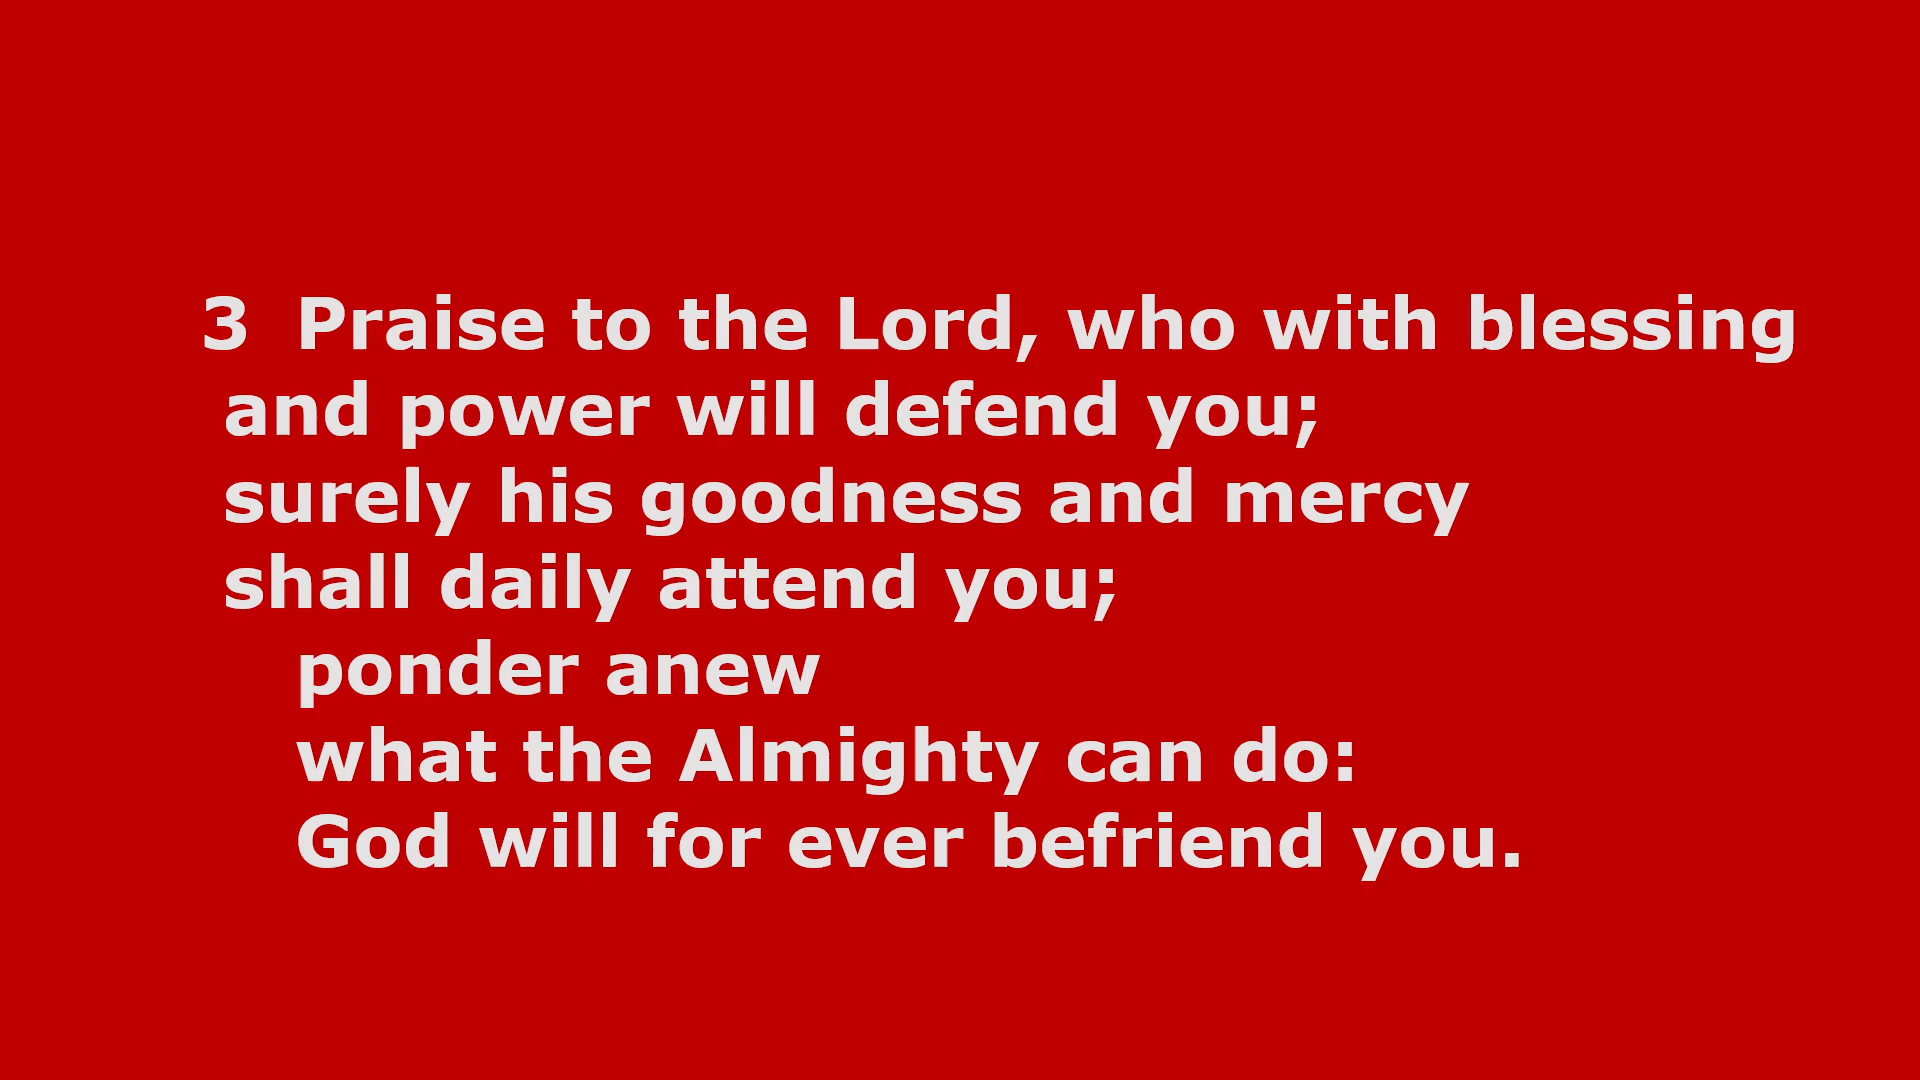 3 Praise to the Lord, who with blessing
and power will defend you;
surely his goodness and mercy
shall daily attend you;
ponder anew
what the Almighty can do:
God will for ever befriend you.